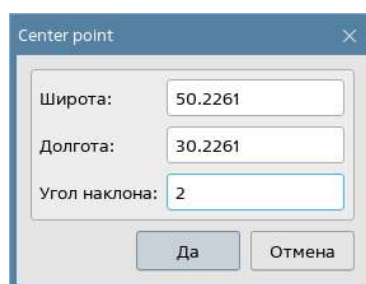 Center point
Широта: 50.2261
Долгота: 30.2261
Угол наклона: 2
Да Отмена